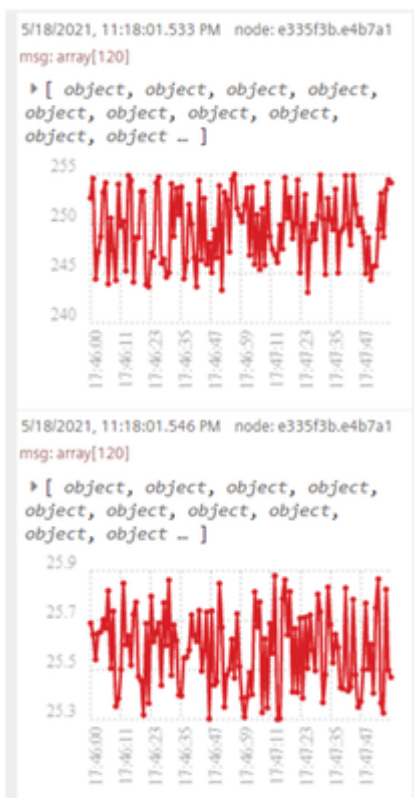 5/18/2021, 11:18:01.533 PM node: e335f3b.e4b7a1
msg: array[120]
[ object, object, object, object,
object, object, object, object,
object, object … ]
255
250
245
240
17:46:00 17:46:11 17:46:23 17:46:35 17:46:47 17:46:59 17:47:11 17:47:23 17:47:35 17:47:47
5/18/2021, 11:18:01.546 PM node: e335f3b.e4b7a1
msg: array[120]
[ object, object, object, object,
object, object, object, object,
object, object … ]
25.9
25.7
25.5
25.3
17:46:00 17:46:11 17:46:23 17:46:35 17:46:47 17:46:59 17:47:11 17:47:23 17:47:35 17:47:47